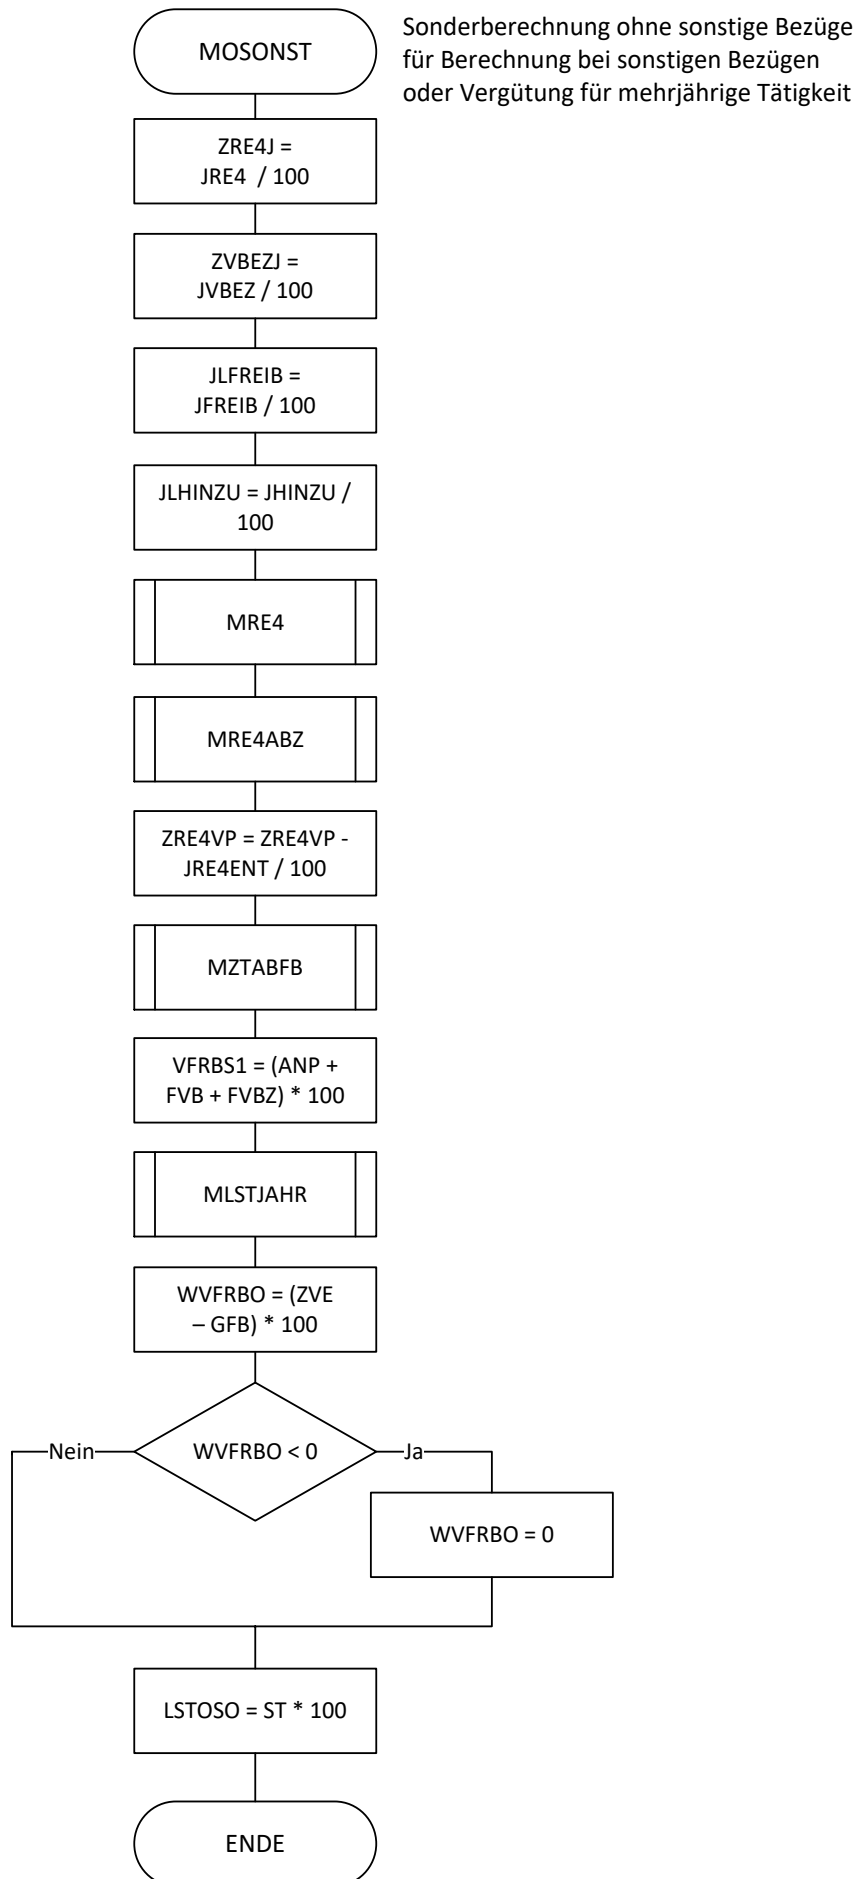 MOSONST
Sonderberechnung ohne sonstige Bezüge
für Berechnung bei sonstigen Bezügen
oder Vergütung für mehrjährige Tätigkeit
ZRE4J =
JRE4 / 100
ZVBEZJ =
JVBEZ / 100
JLFREIB =
JFREIB / 100
JLHINZU = JHINZU /
100
MRE4
MRE4ABZ
ZRE4VP = ZRE4VP -
JRE4ENT / 100
MZTABFB
VFRBS1 = (ANP +
FVB + FVBZ) * 100
MLSTJAHR
WVFRBO = (ZVE
– GFB) * 100
Nein
WVFRBO < 0
Ja
WVFRBO = 0
LSTOSO = ST * 100
ENDE